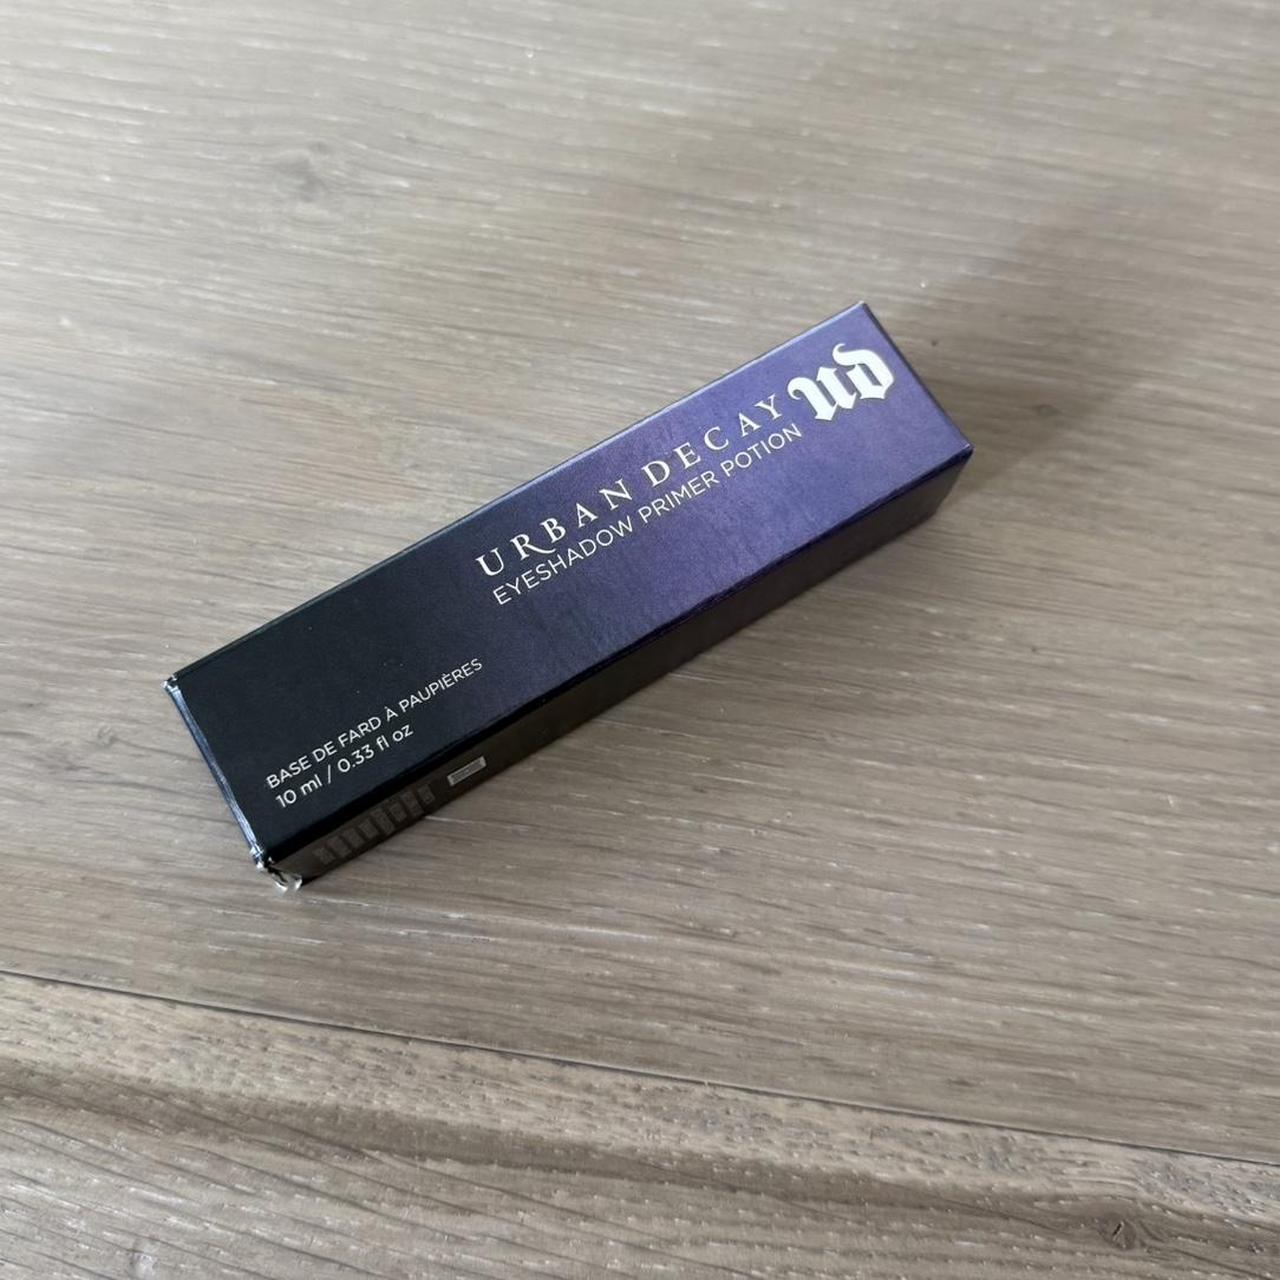 UD
URBAN DECAY
EYESHADOW PRIMER POTION
BASE DE FARD À PAUPIÈRES
10 ml / 0.33 fl oz